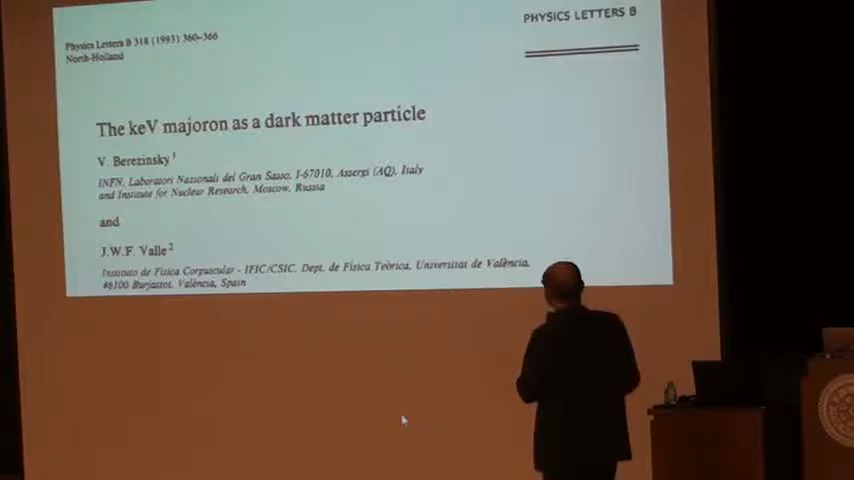 Physics Letters B 318 (1993) 360–366
North-Holland
PHYSICS LETTERS B
The keV majoron as a dark matter particle
V. Berezinsky 1
INFN, Laboratori Nazionali del Gran Sasso, I-67010, Assergi (AQ), Italy
and Institute for Nuclear Research, Moscow, Russia
and
J.W.F. Valle 2
Instituto de Física Corpuscular - IFIC/CSIC, Dept. de Física Teòrica, Universitat de València,
46100 Burjassot, València, Spain